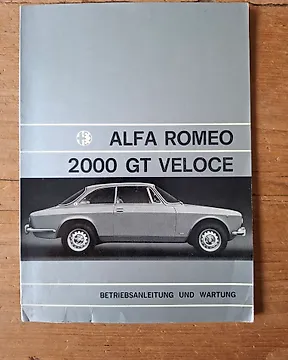 ALFA ROMEO
2000 GT VELOCE
BETRIEBSANLEITUNG UND WARTUNG